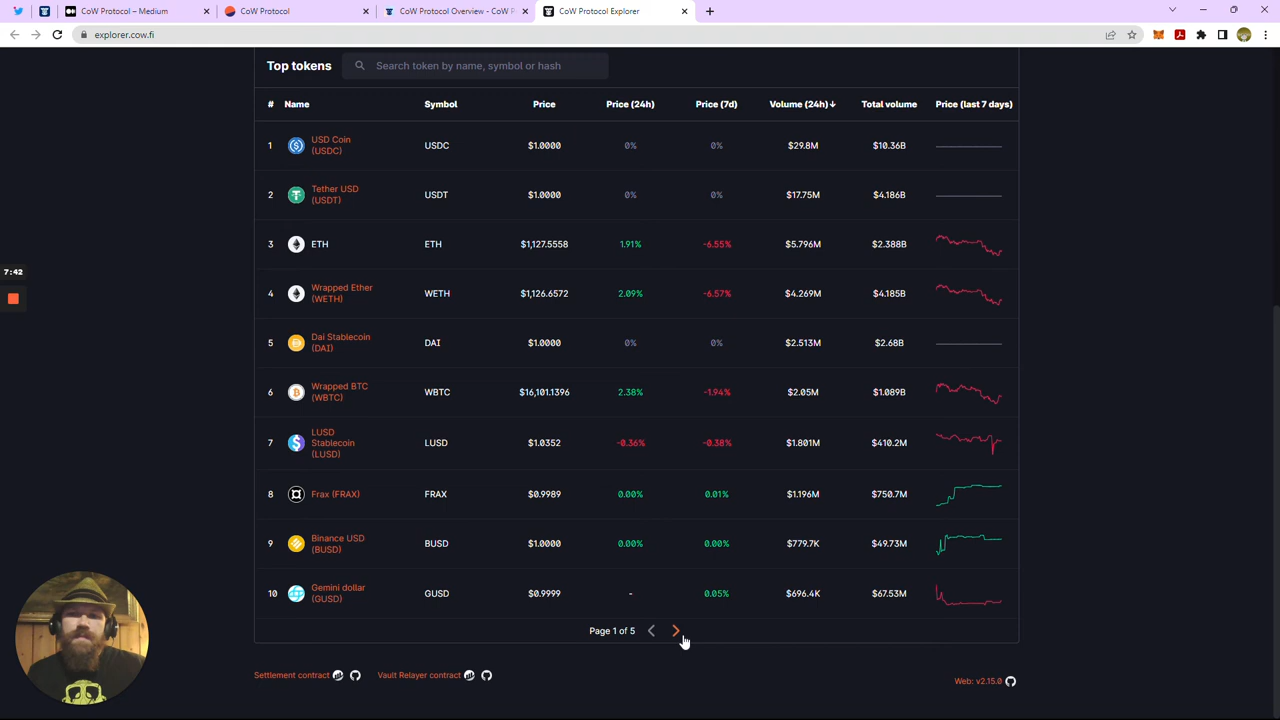 CoW Protocol – Medium
CoW Protocol
CoW Protocol Overview - CoW P
CoW Protocol Explorer
explorer.cow.fi
Top tokens
Search token by name, symbol or hash
# Name Symbol Price Price (24h) Price (7d) Volume (24h) Total volume Price (last 7 days)
1 USD Coin (USDC) USDC $1.0000 0% 0% $29.8M $10.36B
2 Tether USD (USDT) USDT $1.0000 0% 0% $17.75M $4.186B
3 ETH ETH $1,127.5558 1.91% -6.55% $5.796M $2.388B
4 Wrapped Ether (WETH) WETH $1,126.6572 2.09% -6.57% $4.269M $4.185B
5 Dai Stablecoin (DAI) DAI $1.0000 0% 0% $2.513M $2.68B
6 Wrapped BTC (WBTC) WBTC $16,101.1396 2.38% -1.94% $2.05M $1.089B
7 LUSD Stablecoin (LUSD) LUSD $1.0352 -0.36% -0.38% $1.801M $410.2M
8 Frax (FRAX) FRAX $0.9989 0.00% 0.01% $1.196M $750.7M
9 Binance USD (BUSD) BUSD $1.0000 0.00% 0.00% $779.7K $49.73M
10 Gemini dollar (GUSD) GUSD $0.9999 - 0.05% $696.4K $67.53M
Page 1 of 5
Settlement contract
Vault Relayer contract
Web: v2.15.0
7:42